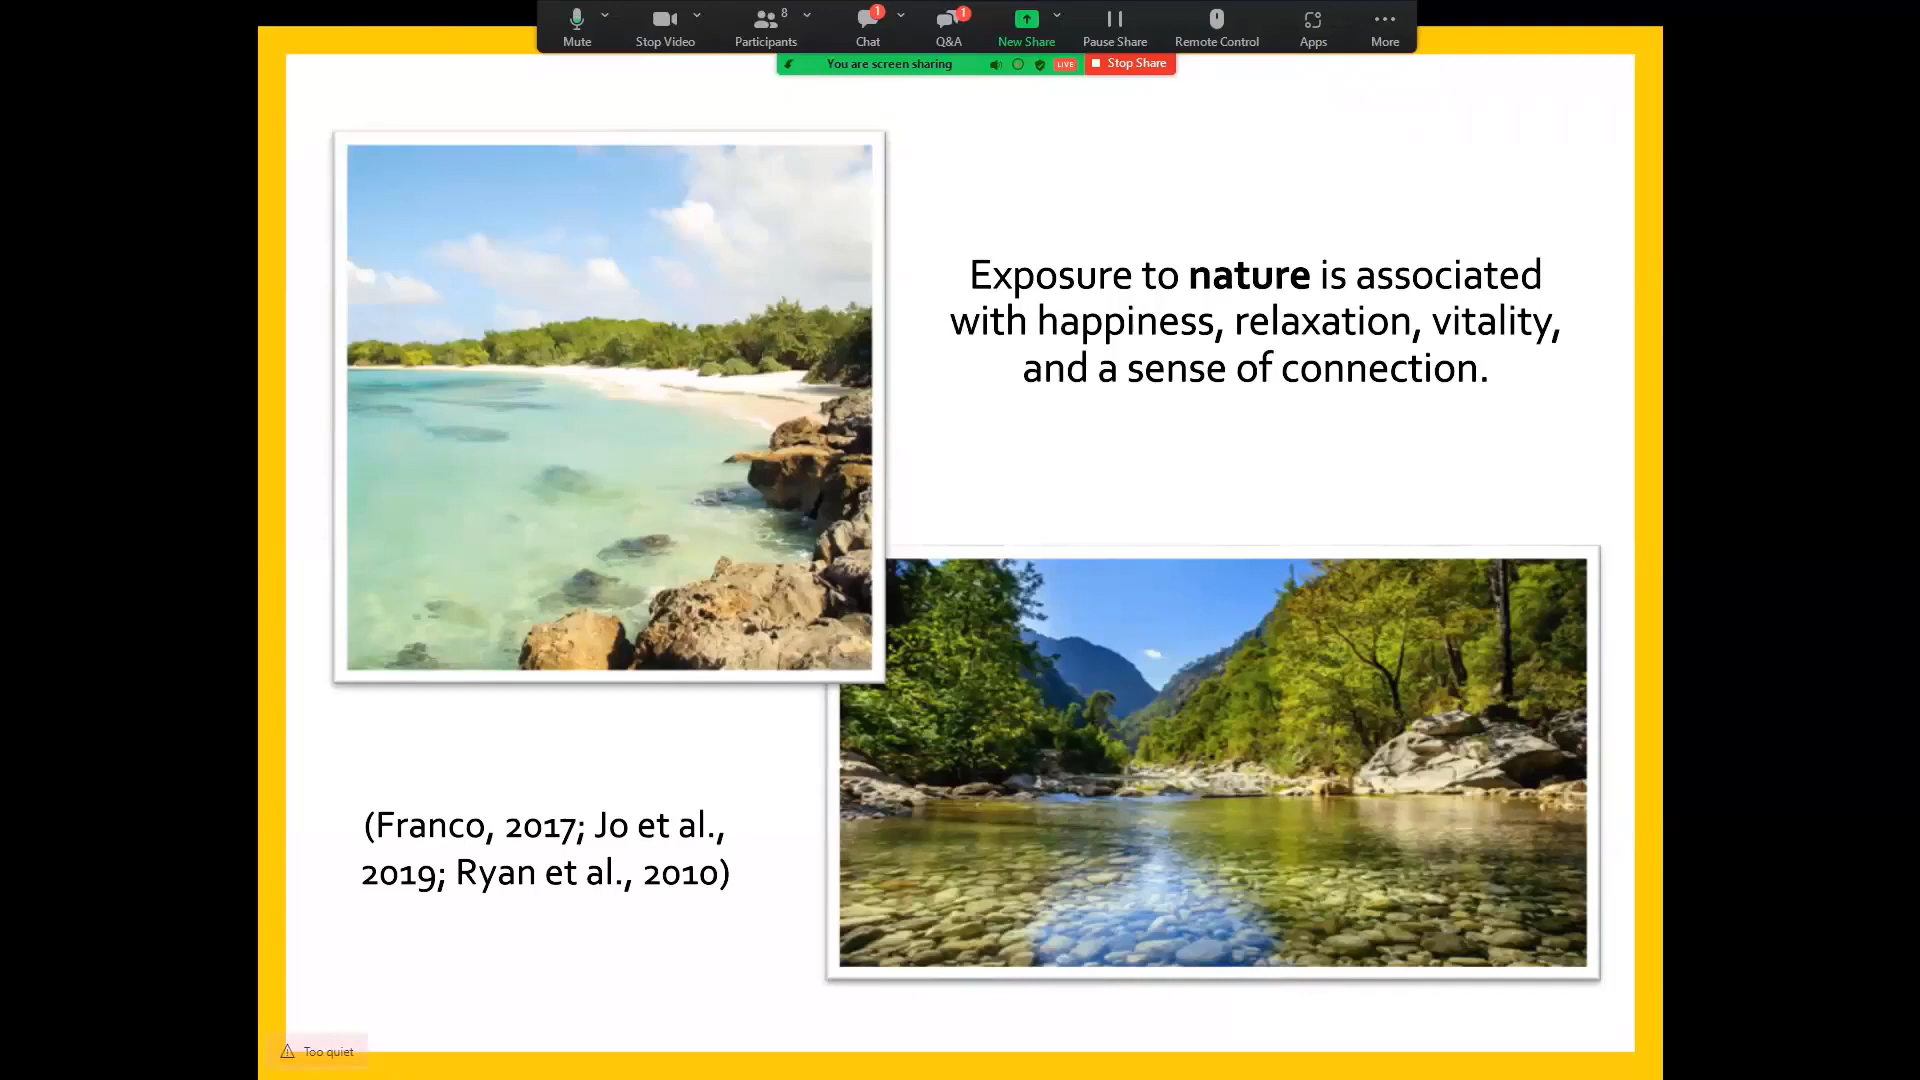 Mute
Stop Video
8
Participants
1
Chat
1
Q&A
New Share
Pause Share
Remote Control
Apps
More
You are screen sharing
LIVE
Stop Share
Exposure to nature is associated
with happiness, relaxation, vitality,
and a sense of connection.
(Franco, 2017; Jo et al.,
2019; Ryan et al., 2010)
Too quiet